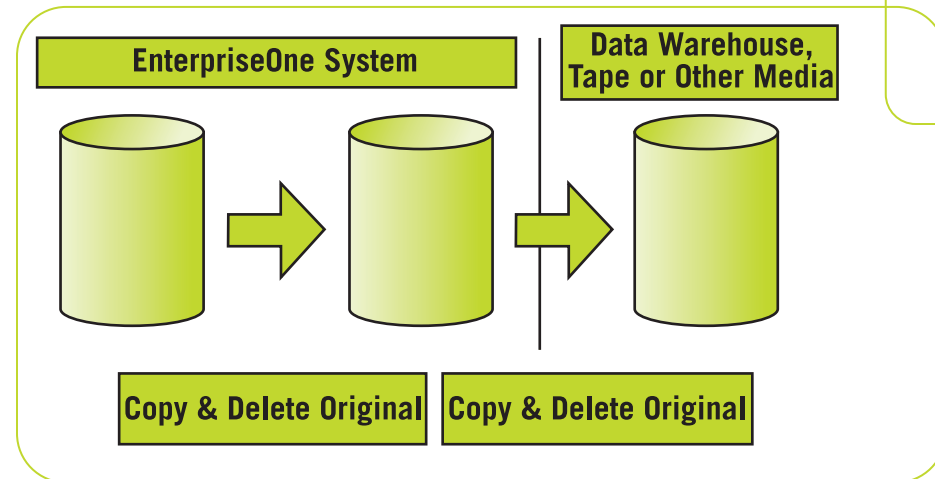 EnterpriseOne System
Data Warehouse,
Tape or Other Media
Copy & Delete Original
Copy & Delete Original